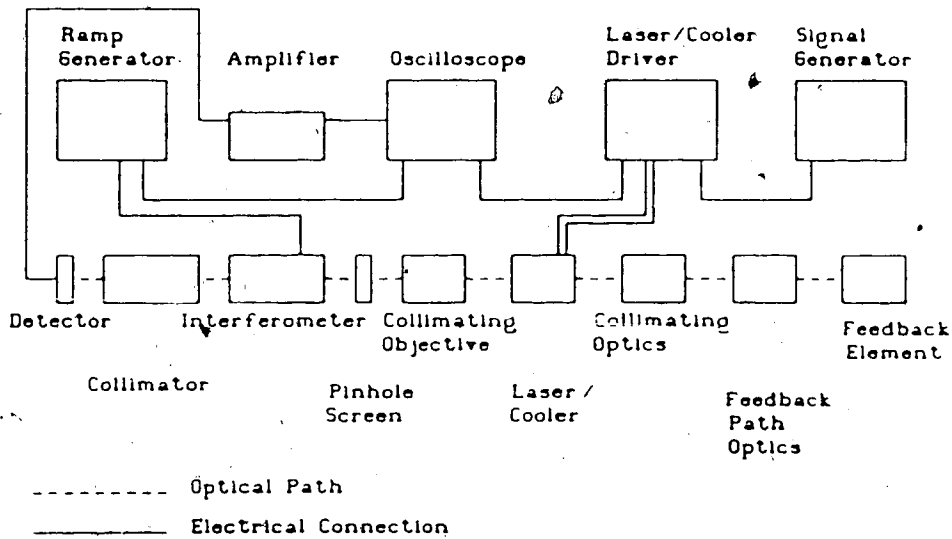 Ramp
Generator
Amplifier
Oscilloscope
Laser/Cooler
Driver
Signal
Generator
Detector
Interferometer
Collimating
Objective
Collimating
Optics
Feedback
Element
Collimator
Pinhole
Screen
Laser/
Cooler
Feedback
Path
Optics
Optical Path
Electrical Connection